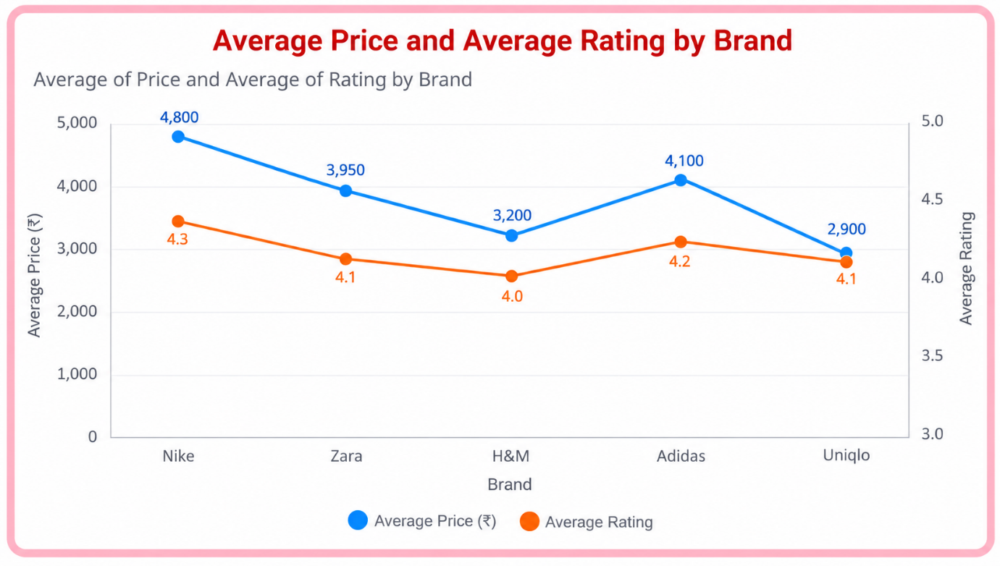 Average Price and Average Rating by Brand
Average of Price and Average of Rating by Brand
Average Price (₹)
5,000
4,000
3,000
2,000
1,000
0
4,800
3,950
3,200
4,100
2,900
4.3
4.1
4.0
4.2
4.1
5.0
4.5
4.0
3.5
3.0
Average Rating
Nike
Zara
H&M
Adidas
Uniqlo
Brand
Average Price (₹)
Average Rating